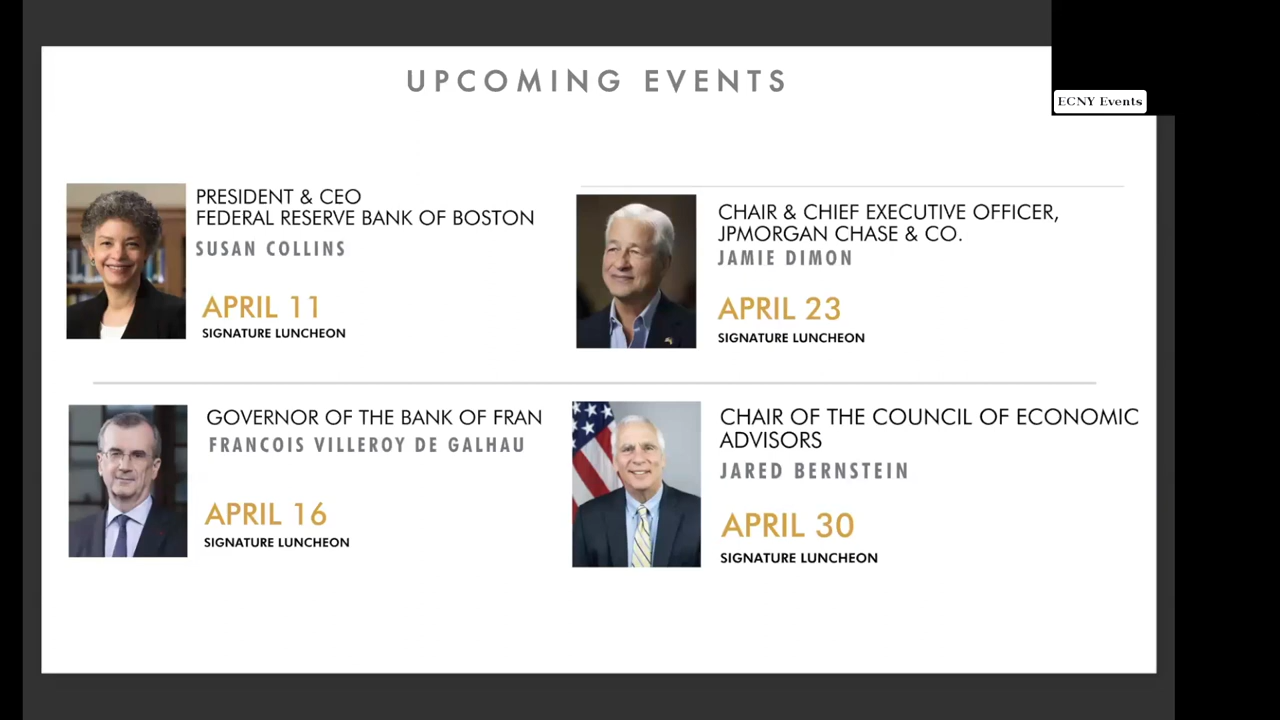 UPCOMING EVENTS
ECNY Events
PRESIDENT & CEO
FEDERAL RESERVE BANK OF BOSTON
SUSAN COLLINS
APRIL 11
SIGNATURE LUNCHEON
CHAIR & CHIEF EXECUTIVE OFFICER,
JPMORGAN CHASE & CO.
JAMIE DIMON
APRIL 23
SIGNATURE LUNCHEON
GOVERNOR OF THE BANK OF FRAN
FRANCOIS VILLEROY DE GALHAU
APRIL 16
SIGNATURE LUNCHEON
CHAIR OF THE COUNCIL OF ECONOMIC
ADVISORS
JARED BERNSTEIN
APRIL 30
SIGNATURE LUNCHEON